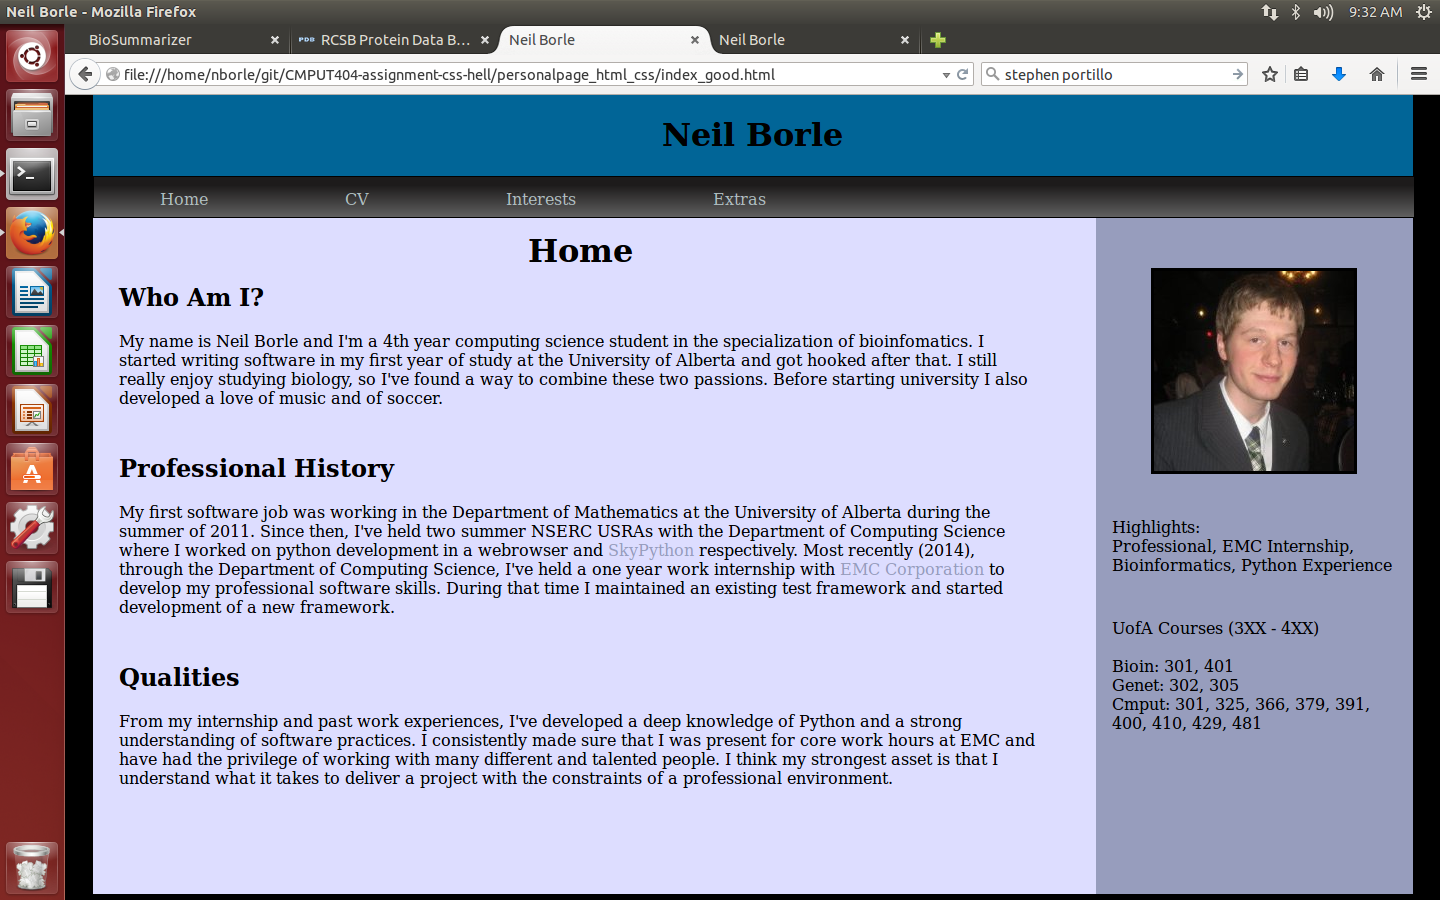 Neil Borle - Mozilla Firefox
9:32 AM
BioSummarizer
PDB RCSB Protein Data B...
Neil Borle
Neil Borle
file:///home/nborle/git/CMPUT404-assignment-css-hell/personalpage_html_css/index_good.html
stephen portillo
Neil Borle
Home
CV
Interests
Extras
Home
Who Am I?
My name is Neil Borle and I'm a 4th year computing science student in the specialization of bioinfomatics. I
started writing software in my first year of study at the University of Alberta and got hooked after that. I still
really enjoy studying biology, so I've found a way to combine these two passions. Before starting university I also
developed a love of music and of soccer.
Professional History
My first software job was working in the Department of Mathematics at the University of Alberta during the
summer of 2011. Since then, I've held two summer NSERC USRAs with the Department of Computing Science
where I worked on python development in a webrowser and SkyPython respectively. Most recently (2014),
through the Department of Computing Science, I've held a one year work internship with EMC Corporation to
develop my professional software skills. During that time I maintained an existing test framework and started
development of a new framework.
Qualities
From my internship and past work experiences, I've developed a deep knowledge of Python and a strong
understanding of software practices. I consistently made sure that I was present for core work hours at EMC and
have had the privilege of working with many different and talented people. I think my strongest asset is that I
understand what it takes to deliver a project with the constraints of a professional environment.
Highlights:
Professional, EMC Internship,
Bioinformatics, Python Experience
UofA Courses (3XX - 4XX)
Bioin: 301, 401
Genet: 302, 305
Cmput: 301, 325, 366, 379, 391,
400, 410, 429, 481